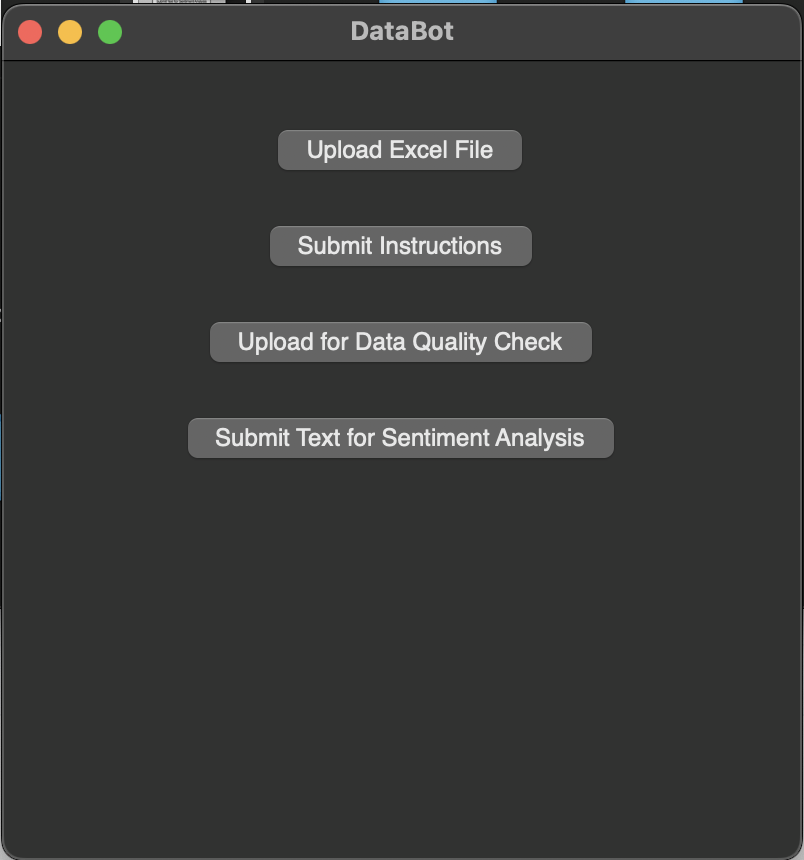 DataBot
Upload Excel File
Submit Instructions
Upload for Data Quality Check
Submit Text for Sentiment Analysis